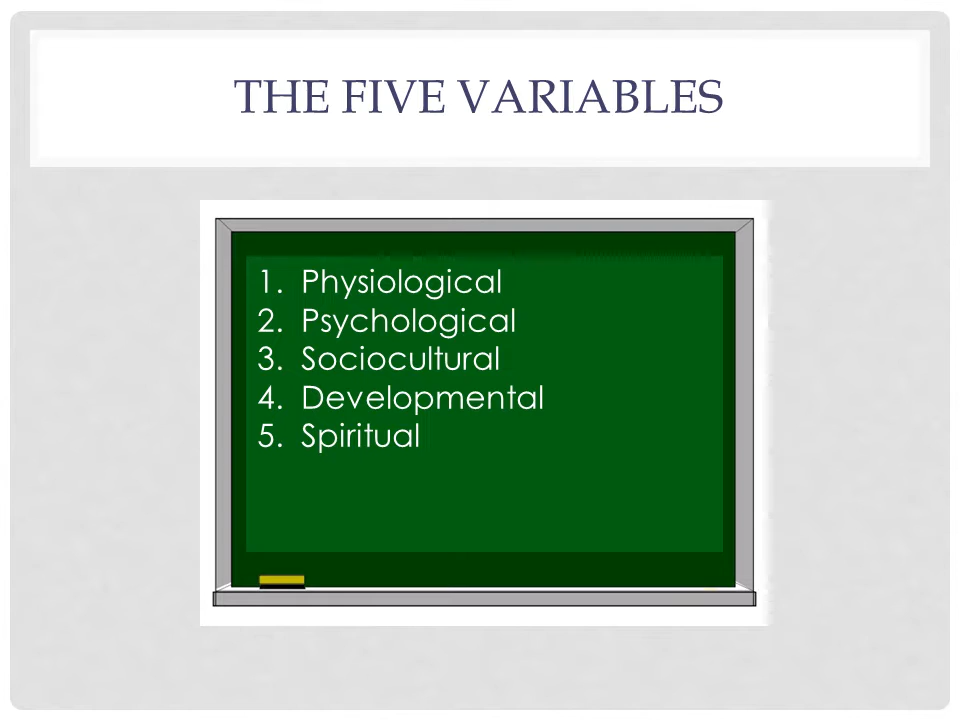 THE FIVE VARIABLES
1. Physiological
2. Psychological
3. Sociocultural
4. Developmental
5. Spiritual